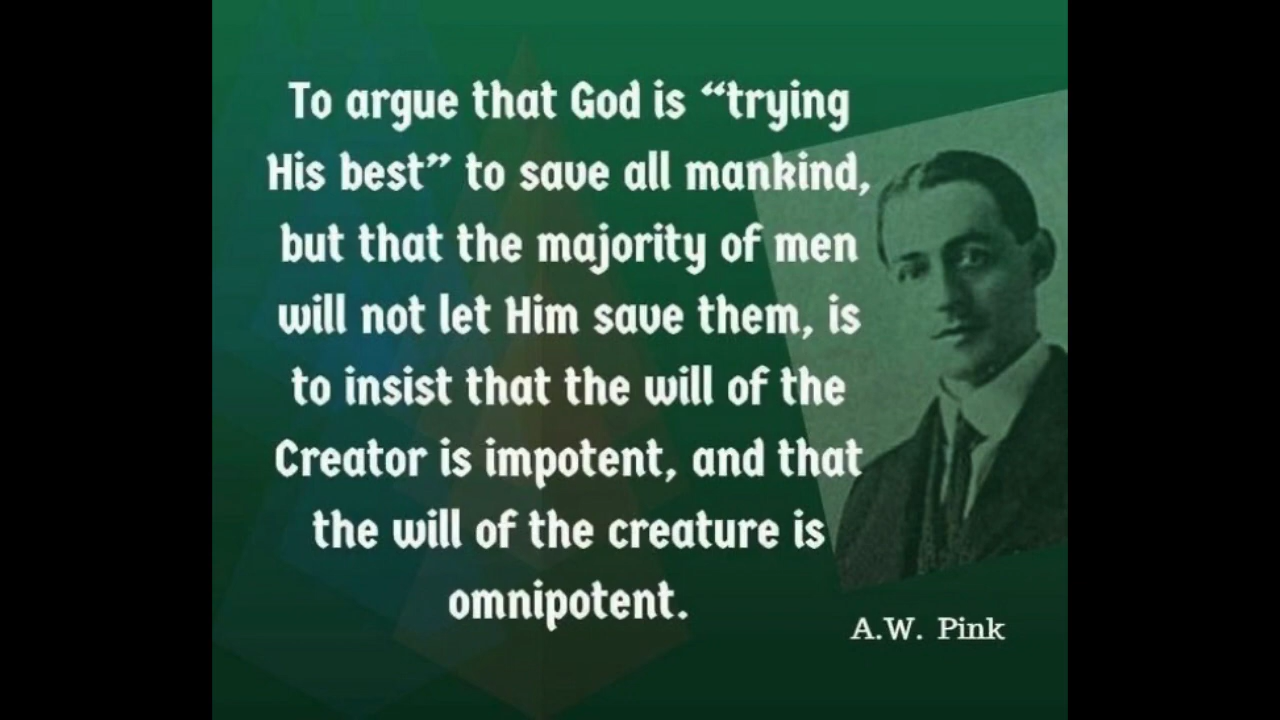 To argue that God is “trying
His best” to save all mankind,
but that the majority of men
will not let Him save them, is
to insist that the will of the
Creator is impotent, and that
the will of the creature is
omnipotent.
A.W. Pink